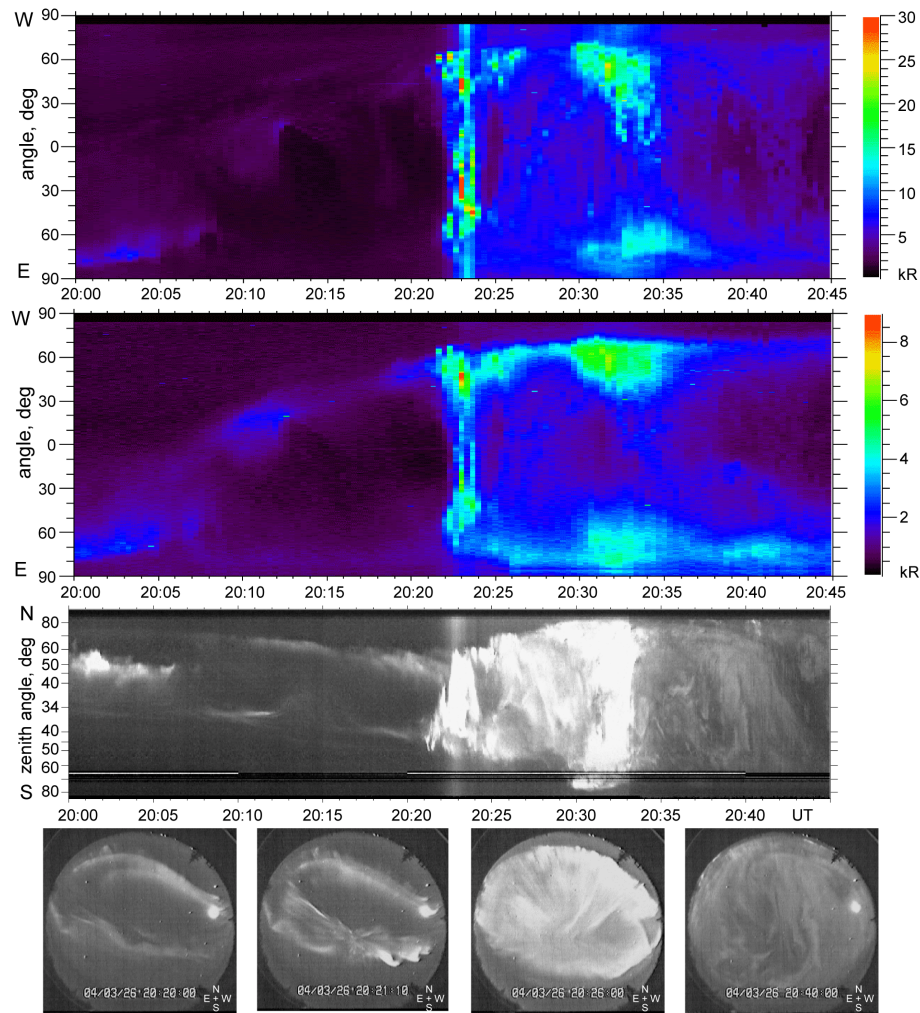 W
90
60
30
0
30
60
90
E
angle, deg
20:00 20:05 20:10 20:15 20:20 20:25 20:30 20:35 20:40 20:45
30
25
20
15
10
5
kR
W
90
60
30
0
30
60
90
E
angle, deg
20:00 20:05 20:10 20:15 20:20 20:25 20:30 20:35 20:40 20:45
8
6
4
2
kR
N
80
60
50
40
34
40
50
60
80
S
zenith angle, deg
20:00 20:05 20:10 20:15 20:20 20:25 20:30 20:35 20:40 UT
04/03/26 20:20:00
N
E + W
S
04/03/26 20:21:10
N
E + W
S
04/03/26 20:26:00
N
E + W
S
04/03/26 20:40:00
N
E + W
S